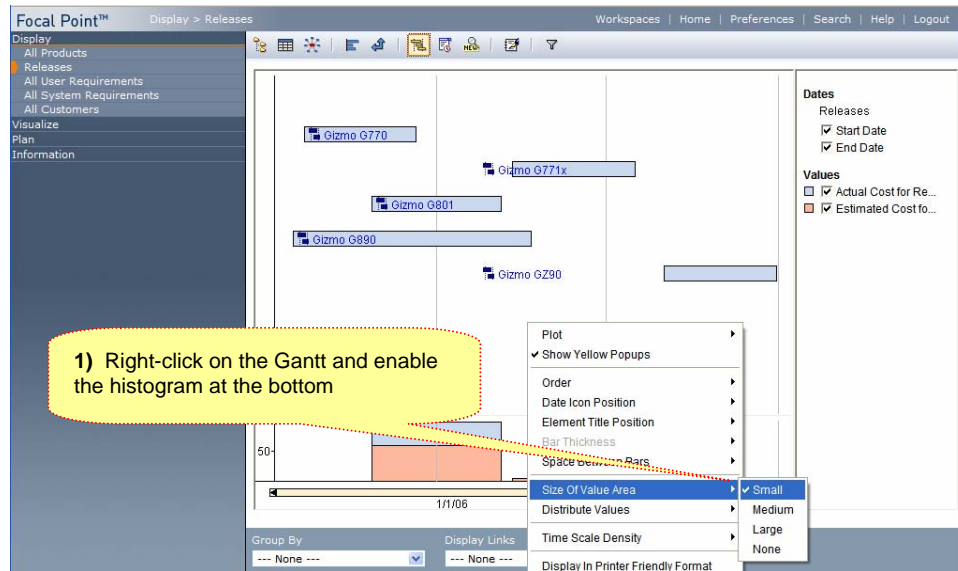 Focal Point™
Display > Releases
Workspaces | Home | Preferences | Search | Help | Logout
Display
All Products
Releases
All User Requirements
All System Requirements
All Customers
Visualize
Plan
Information
NEW
Gizmo G770
Gizmo G771x
Gizmo G801
Gizmo G890
Gizmo GZ90
Dates
Releases
Start Date
End Date
Values
Actual Cost for Re...
Estimated Cost fo...
1) Right-click on the Gantt and enable
the histogram at the bottom
50-
1/1/06
Plot
Show Yellow Popups
Order
Date Icon Position
Element Title Position
Bar Thickness
Space Between Bars
Size Of Value Area
Distribute Values
Time Scale Density
Display In Printer Friendly Format
Small
Medium
Large
None
Group By
--- None ---
Display Links
--- None ---